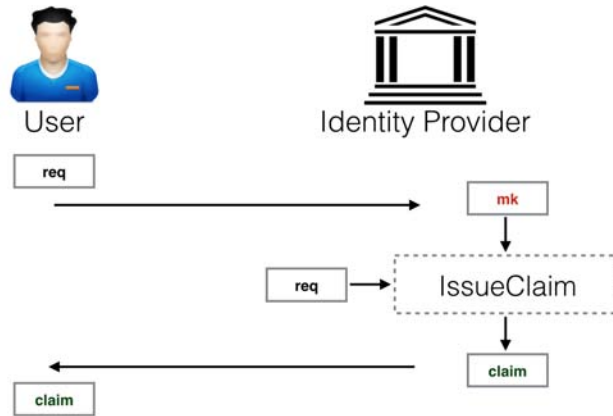 User
Identity Provider
req
mk
req
IssueClaim
claim
claim